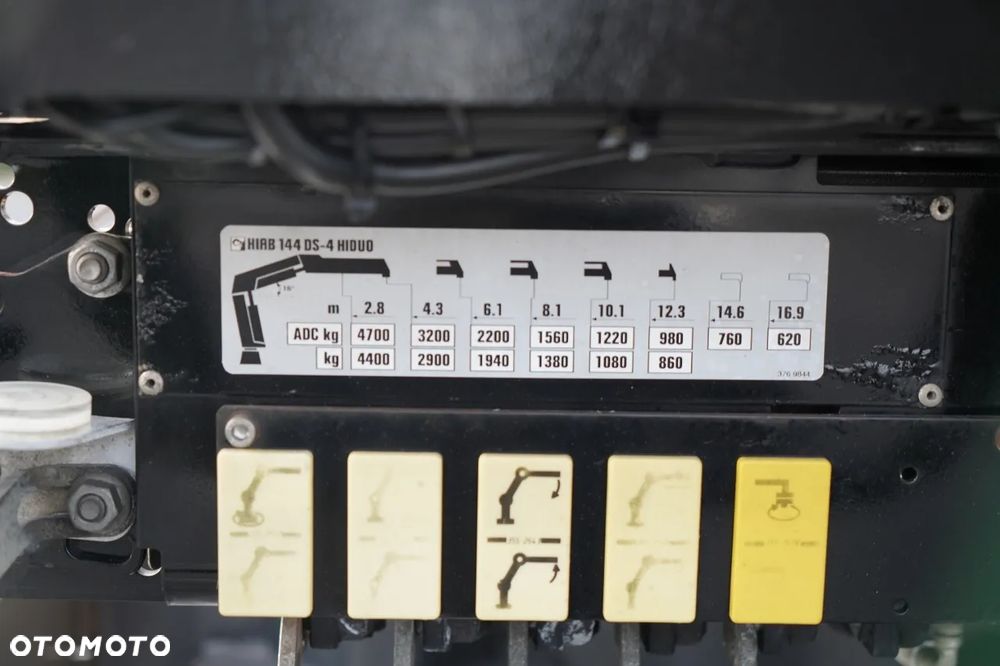 HIAB 144 DS-4 HIDUO
16°
m 2.8 4.3 6.1 8.1 10.1 12.3 14.6 16.9
ADC kg 4700 3200 2200 1560 1220 980 760 620
kg 4400 2900 1940 1380 1080 860
376 0844
OTOMOTO